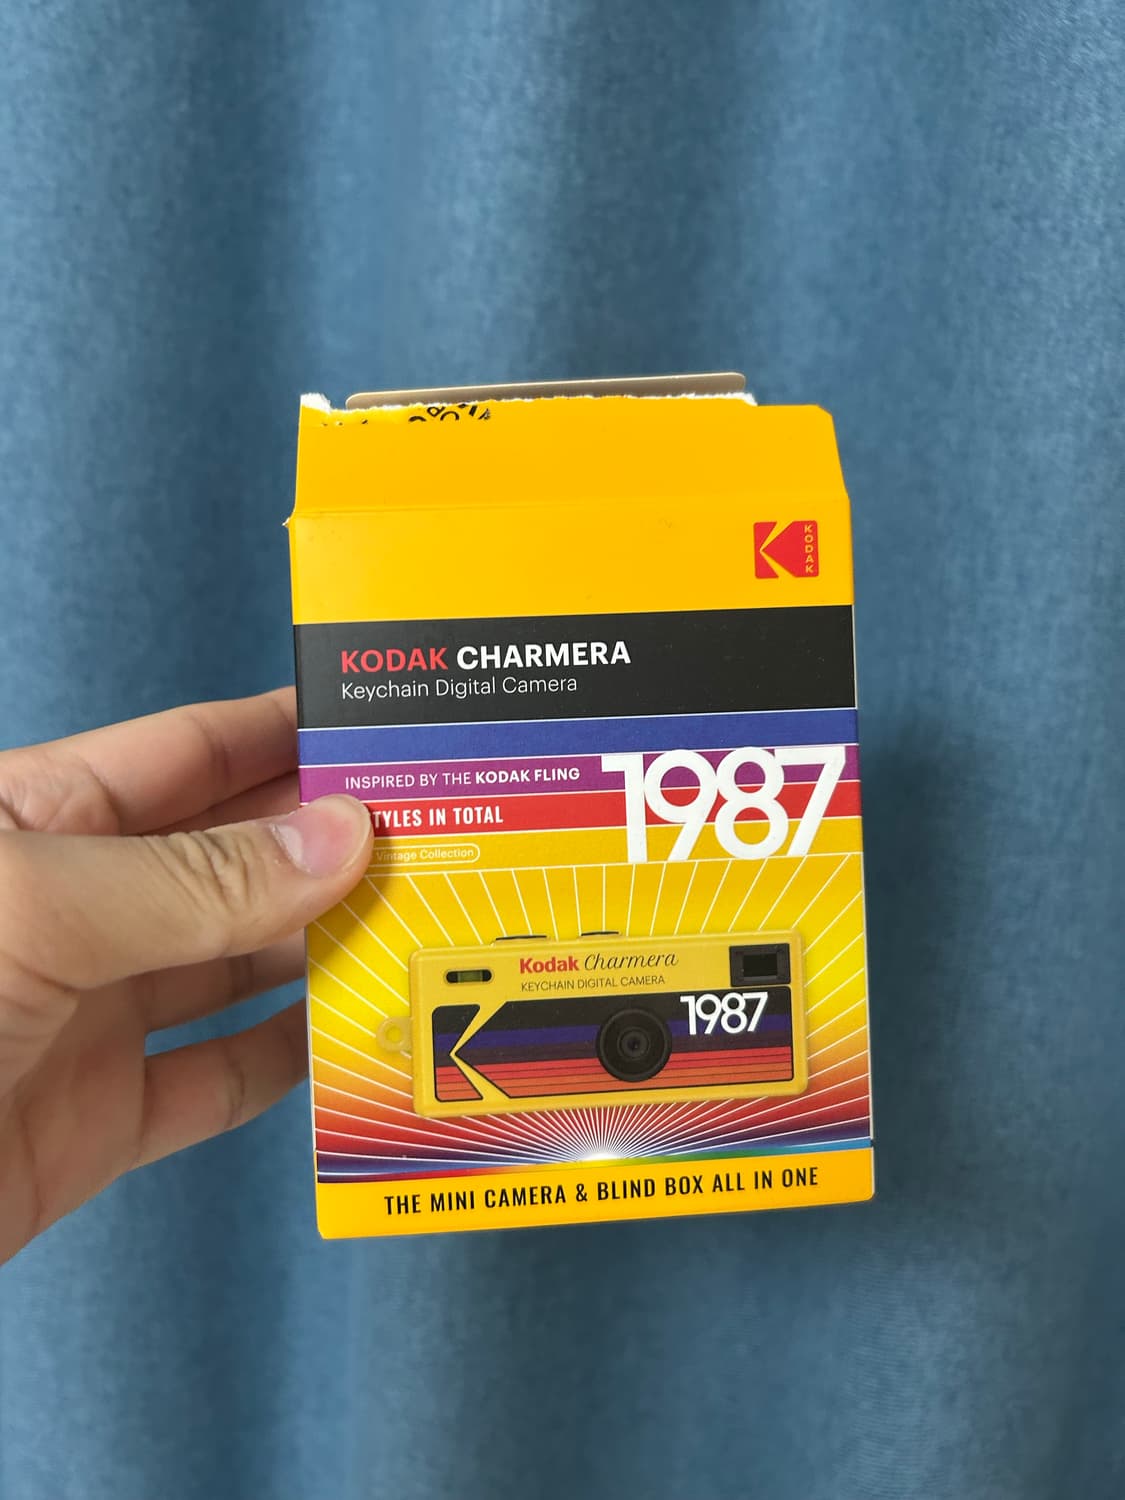 KODAK
KODAK CHARMERA
Keychain Digital Camera
INSPIRED BY THE KODAK FLING
1987
TYLES IN TOTAL
Vintage Collection
Kodak Charmera
KEYCHAIN DIGITAL CAMERA
1987
THE MINI CAMERA & BLIND BOX ALL IN ONE